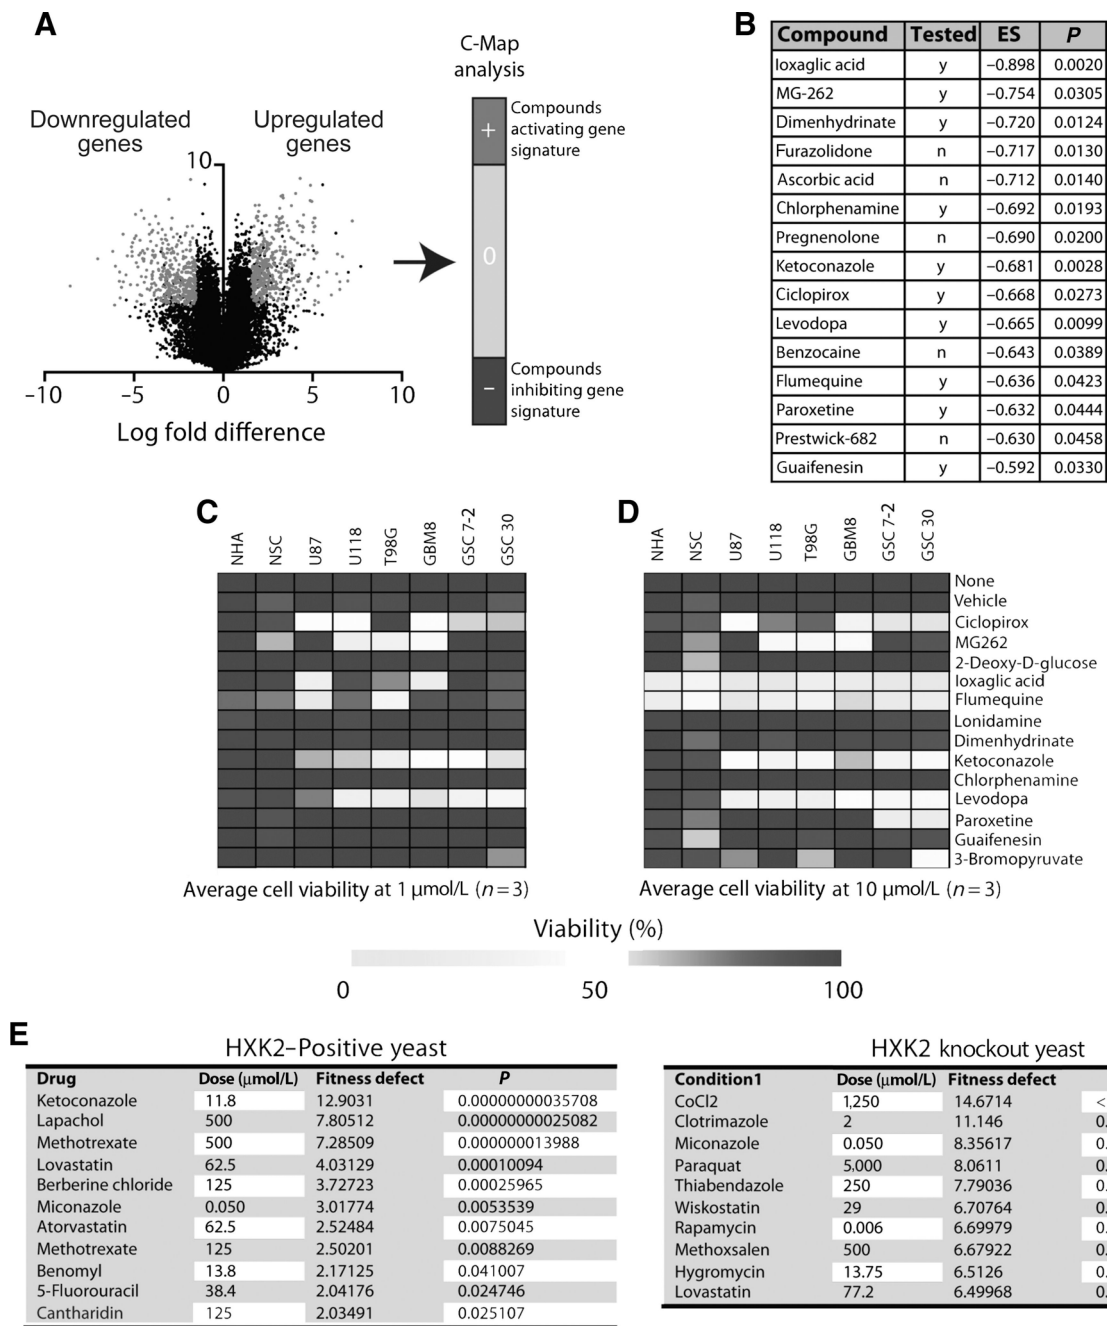 A
C-Map
analysis
Downregulated
genes
Upregulated
genes
10
+
0
−
Compounds
activating gene
signature
Compounds
inhibiting gene
signature
−10
−5
0
5
10
Log fold difference
B
Compound Tested ES P
Ioxaglic acid y −0.898 0.0020
MG-262 y −0.754 0.0305
Dimenhydrinate y −0.720 0.0124
Furazolidone n −0.717 0.0130
Ascorbic acid n −0.712 0.0140
Chlorphenamine y −0.692 0.0193
Pregnenolone n −0.690 0.0200
Ketoconazole y −0.681 0.0028
Ciclopirox y −0.668 0.0273
Levodopa y −0.665 0.0099
Benzocaine n −0.643 0.0389
Flumequine y −0.636 0.0423
Paroxetine y −0.632 0.0444
Prestwick-682 n −0.630 0.0458
Guaifenesin y −0.592 0.0330
C
NHA
NSC
U87
U118
T98G
GBM8
GSC 7-2
GSC 30
Average cell viability at 1 μmol/L (n = 3)
D
NHA
NSC
U87
U118
T98G
GBM8
GSC 7-2
GSC 30
None
Vehicle
Ciclopirox
MG262
2-Deoxy-D-glucose
Ioxaglic acid
Flumequine
Lonidamine
Dimenhydrinate
Ketoconazole
Chlorphenamine
Levodopa
Paroxetine
Guaifenesin
3-Bromopyruvate
Average cell viability at 10 μmol/L (n = 3)
Viability (%)
0
50
100
E
HXK2–Positive yeast
Drug Dose (μmol/L) Fitness defect P
Ketoconazole 11.8 12.9031 0.00000000035708
Lapachol 500 7.80512 0.00000000025082
Methotrexate 500 7.28509 0.000000013988
Lovastatin 62.5 4.03129 0.00010094
Berberine chloride 125 3.72723 0.00025965
Miconazole 0.050 3.01774 0.0053539
Atorvastatin 62.5 2.52484 0.0075045
Methotrexate 125 2.50201 0.0088269
Benomyl 13.8 2.17125 0.041007
5-Fluorouracil 38.4 2.04176 0.024746
Cantharidin 125 2.03491 0.025107
HXK2 knockout yeast
Condition1 Dose (μmol/L) Fitness defect
CoCl2 1,250 14.6714 <
Clotrimazole 2 11.146 0.
Miconazole 0.050 8.35617 0.
Paraquat 5,000 8.0611 0.
Thiabendazole 250 7.79036 0.
Wiskostatin 29 6.70764 0.
Rapamycin 0.006 6.69979 0.
Methoxsalen 500 6.67922 0.
Hygromycin 13.75 6.5126 0.
Lovastatin 77.2 6.49968 0.